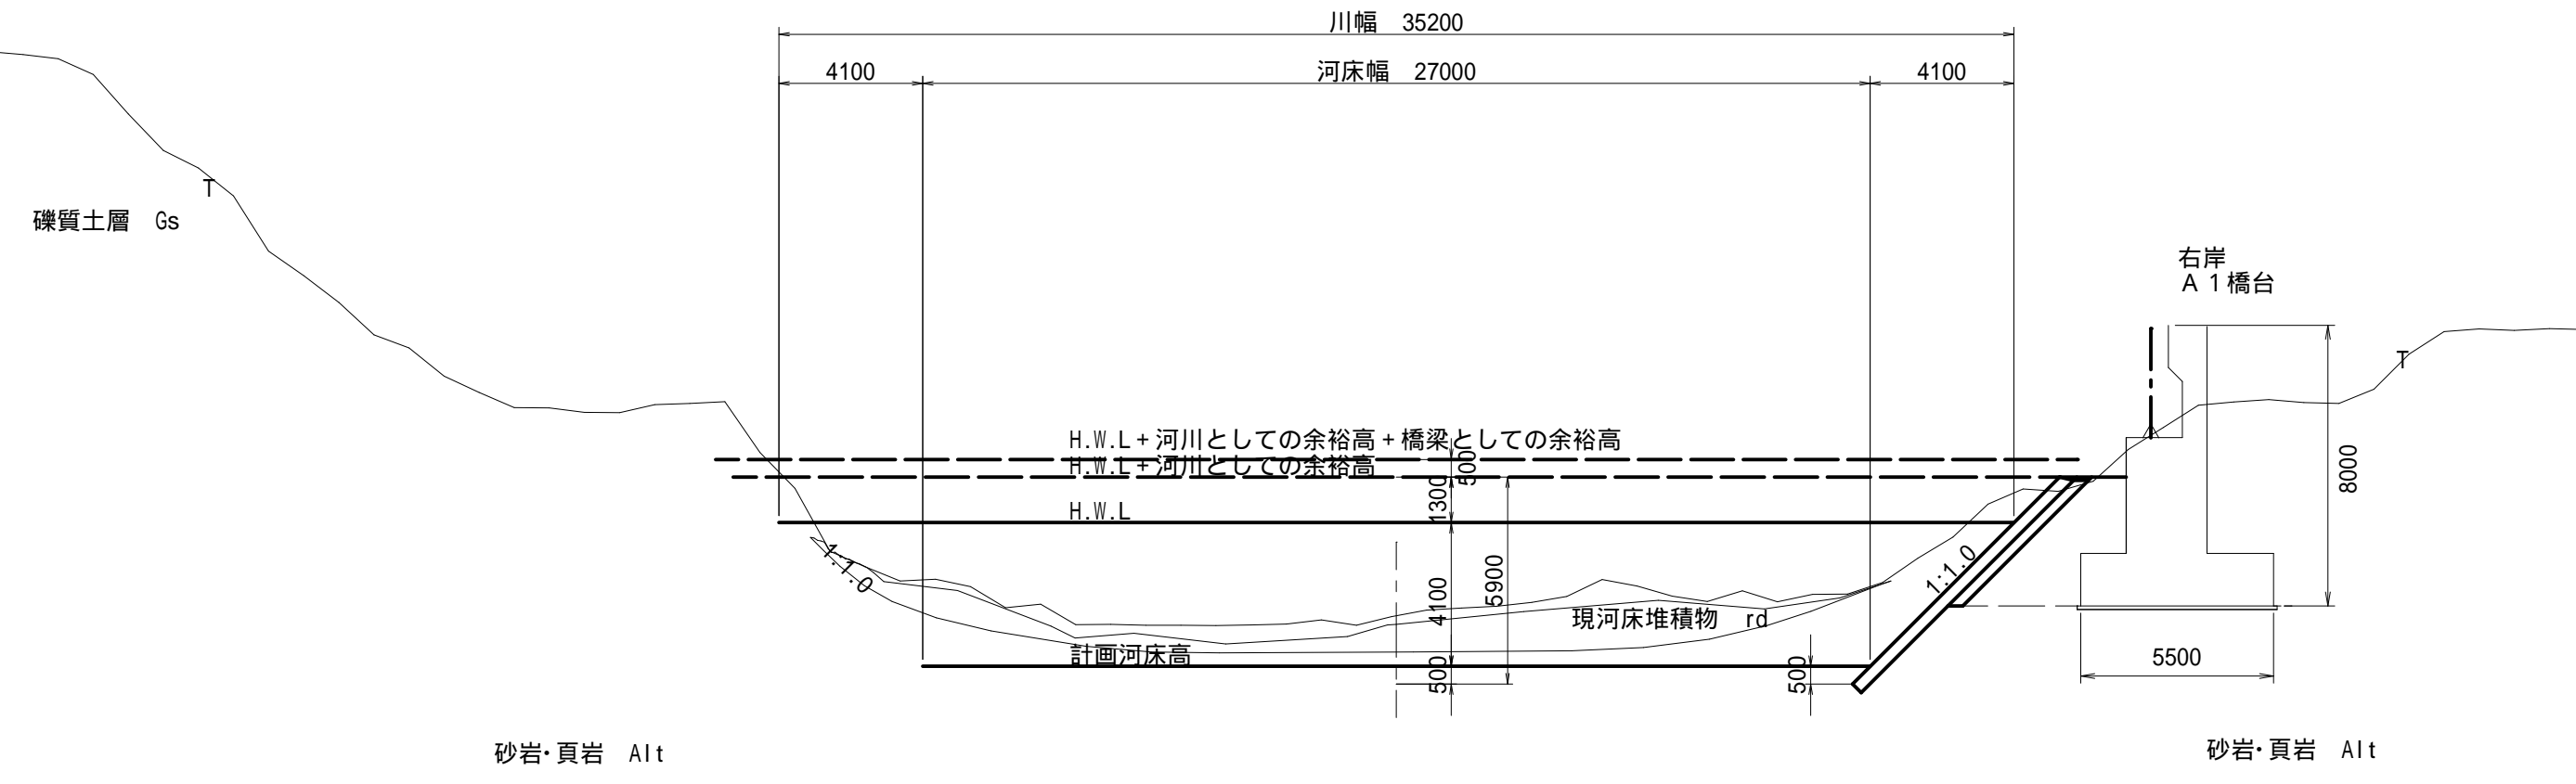 川幅　35200
4100
河床幅　27000
4100
T
礫質土層　Gs
右岸
Ａ１橋台
T
H.W.L＋河川としての余裕高＋橋梁としての余裕高
H.W.L＋河川としての余裕高
500
1300
8000
H.W.L
1:1.0
1:1.0
5900
4100
現河床堆積物　rd
計画河床高
500
500
5500
砂岩・頁岩　Alt
砂岩・頁岩　Alt